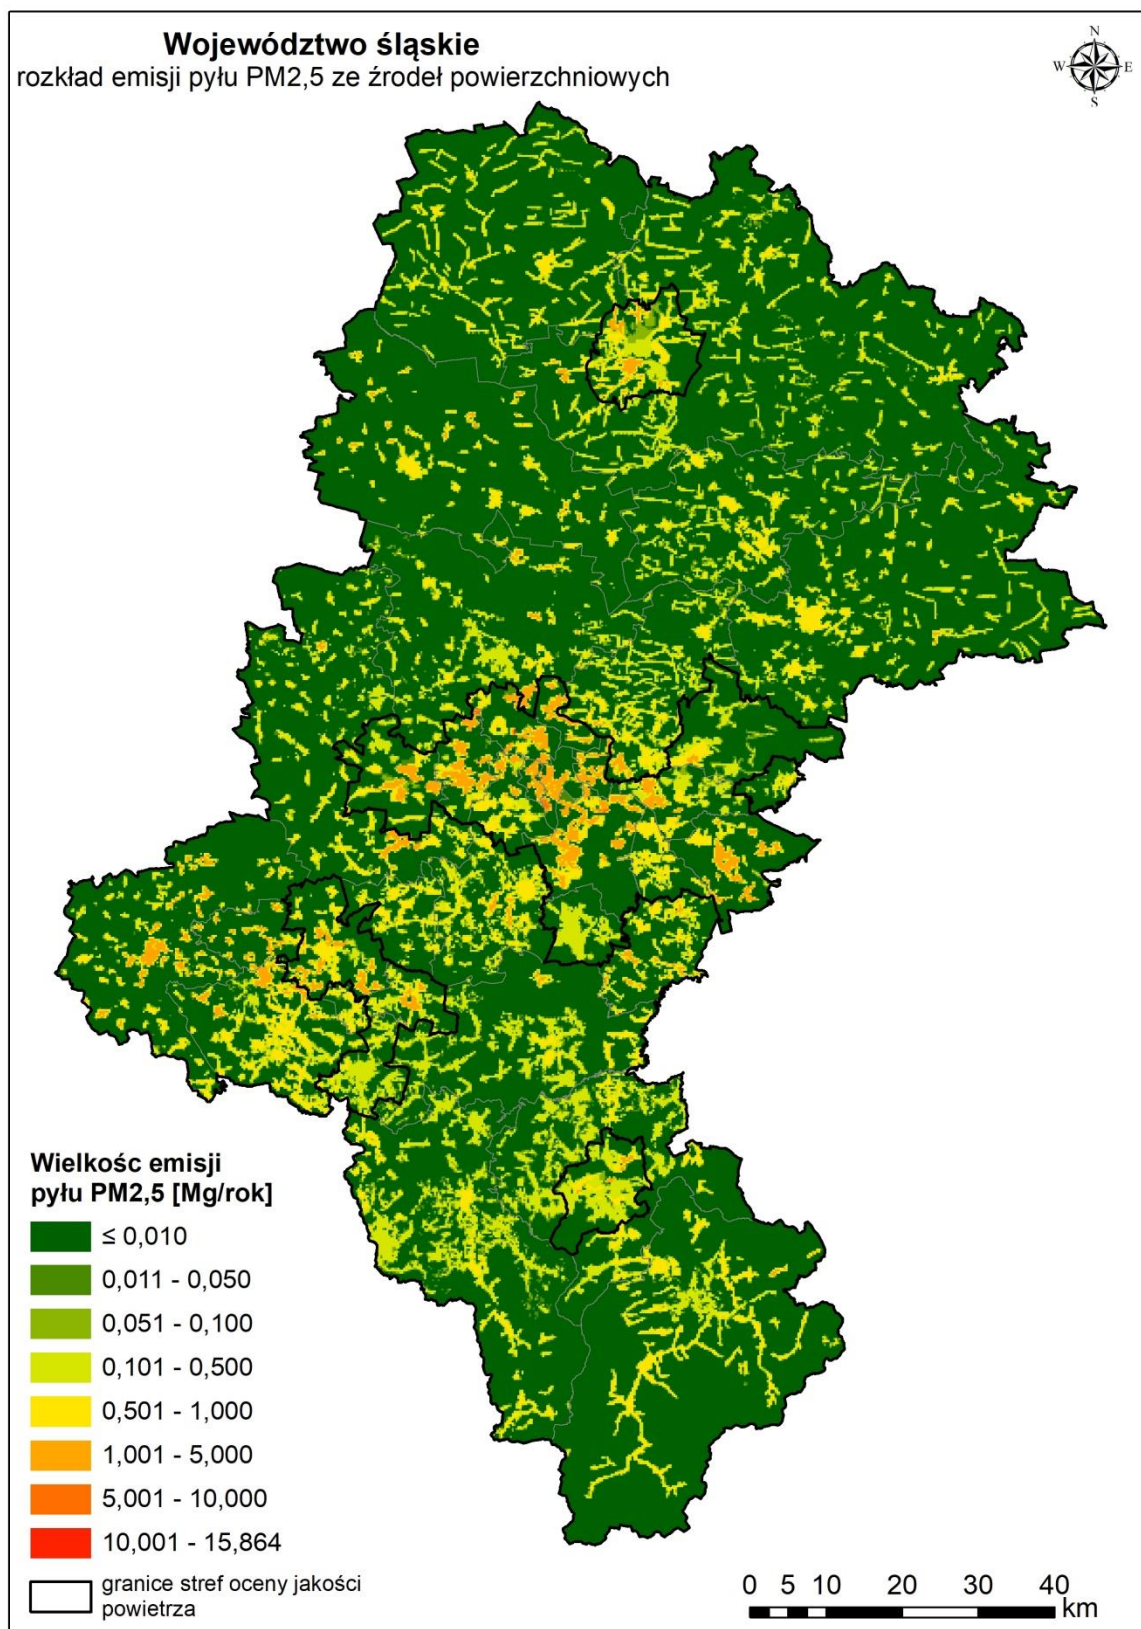 Województwo śląskie
rozkład emisji pyłu PM2,5 ze źrodeł powierzchniowych
N
W E
S
Wielkośc emisji
pyłu PM2,5 [Mg/rok]
≤ 0,010
0,011 - 0,050
0,051 - 0,100
0,101 - 0,500
0,501 - 1,000
1,001 - 5,000
5,001 - 10,000
10,001 - 15,864
granice stref oceny jakości
powietrza
0 5 10 20 30 40
km